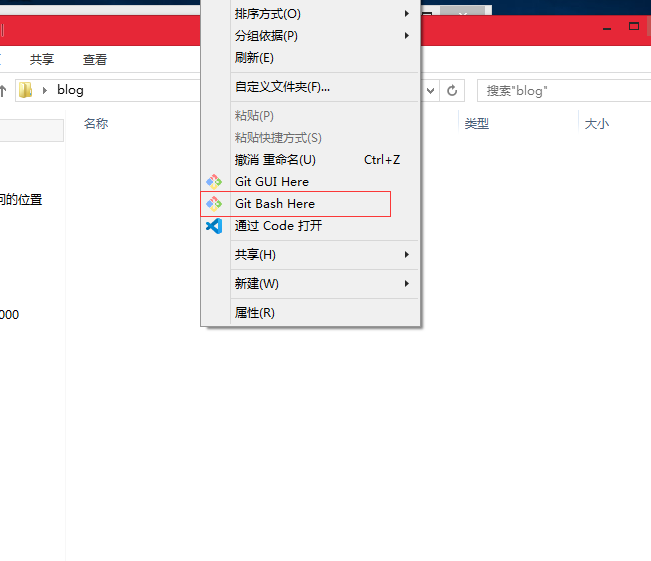 排序方式(O)
分组依据(P)
刷新(E)
共享
查看
自定义文件夹(F)...
blog
搜索"blog"
粘贴(P)
名称
类型
大小
粘贴快捷方式(S)
撤消 重命名(U) Ctrl+Z
Git GUI Here
问的位置
Git Bash Here
通过 Code 打开
共享(H)
新建(W)
000
属性(R)